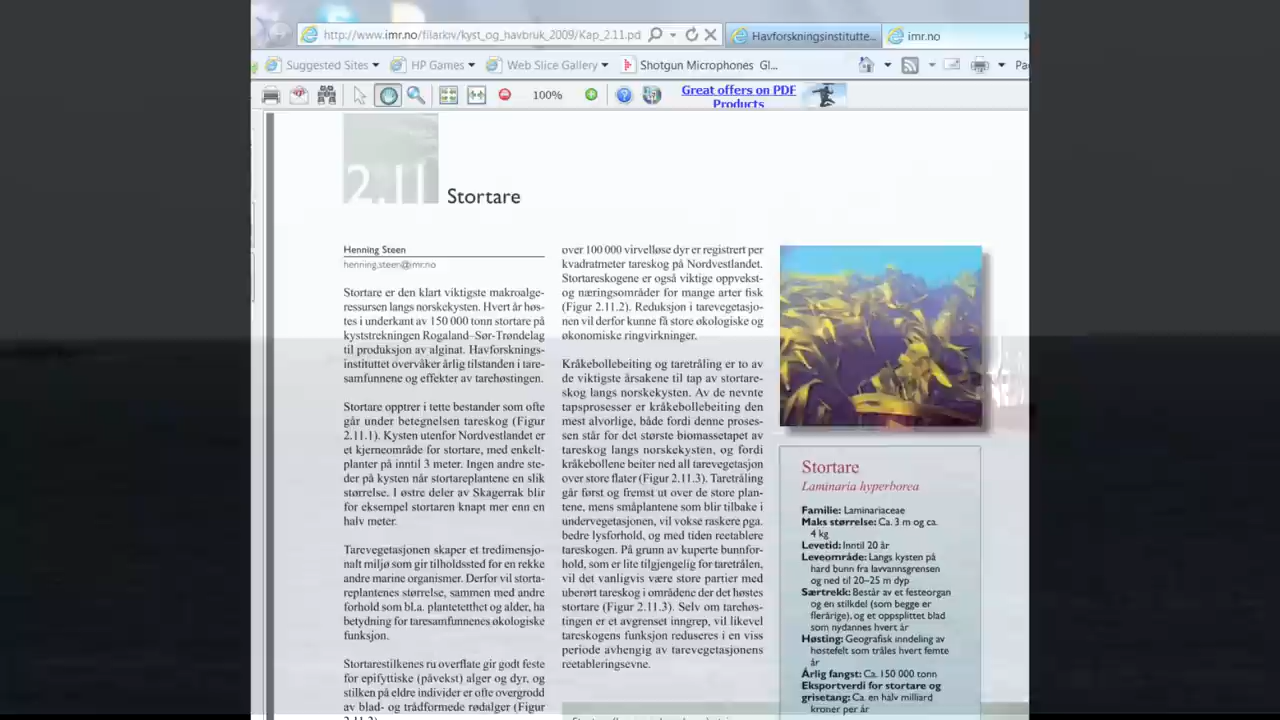 http://www.imr.no/filarkiv/kyst_og_havbruk_2009/Kap_2.11.pd
Havforskningsinstitutte...
imr.no
Suggested Sites
HP Games
Web Slice Gallery
Shotgun Microphones Gl...
100%
Great offers on PDF
Products
2.11
Stortare
Henning Steen
henning.steen@imr.no
Stortare er den klart viktigste makroalge-
ressursen langs norskekysten. Hvert år høs-
tes i underkant av 150 000 tonn stortare på
kyststrekningen Rogaland–Sør-Trøndelag
til produksjon av alginat. Havforsknings-
instituttet overvåker årlig tilstanden i tare-
samfunnene og effekter av tarehøstingen.
Stortare opptrer i tette bestander som ofte
går under betegnelsen tareskog (Figur
2.11.1). Kysten utenfor Nordvestlandet er
et kjerneområde for stortare, med enkelt-
planter på inntil 3 meter. Ingen andre ste-
der på kysten når stortareplantene en slik
størrelse. I østre deler av Skagerrak blir
for eksempel stortaren knapt mer enn en
halv meter.
Tarevegetasjonen skaper et tredimensjo-
nalt miljø som gir tilholdssted for en rekke
andre marine organismer. Derfor vil storta-
replantenes størrelse, sammen med andre
forhold som bl.a. plantetetthet og alder, ha
betydning for taresamfunnenes økologiske
funksjon.
Stortarestilkenes ru overflate gir godt feste
for epifyttiske (påvekst) alger og dyr, og
stilken på eldre individer er ofte overgrodd
av blad- og trådformede rødalger (Figur
2.11.2)
over 100 000 virvelløse dyr er registrert per
kvadratmeter tareskog på Nordvestlandet.
Stortareskogene er også viktige oppvekst-
og næringsområder for mange arter fisk
(Figur 2.11.2). Reduksjon i tarevegetasjo-
nen vil derfor kunne få store økologiske og
økonomiske ringvirkninger.
Kråkebollebeiting og taretråling er to av
de viktigste årsakene til tap av stortare-
skog langs norskekysten. Av de nevnte
tapsprosesser er kråkebollebeiting den
mest alvorlige, både fordi denne proses-
sen står for det største biomassetapet av
tareskog langs norskekysten, og fordi
kråkebollene beiter ned all tarevegetasjon
over store flater (Figur 2.11.3). Taretråling
går først og fremst ut over de store plan-
tene, mens småplantene som blir tilbake i
undervegetasjonen, vil vokse raskere pga.
bedre lysforhold, og med tiden reetablere
tareskogen. På grunn av kuperte bunnfor-
hold, som er lite tilgjengelig for taretrålen,
vil det vanligvis være store partier med
uberørt tareskog i områdene der det høstes
stortare (Figur 2.11.3). Selv om tarehøs-
tingen er et avgrenset inngrep, vil likevel
tareskogens funksjon reduseres i en viss
periode avhengig av tarevegetasjonens
reetableringsevne.
Stortare
Laminaria hyperborea
Familie: Laminariaceae
Maks størrelse: Ca. 3 m og ca.
4 kg
Levetid: Inntil 20 år
Leveområde: Langs kysten på
hard bunn fra lavvannsgrensen
og ned til 20–25 m dyp
Særtrekk: Består av et festeorgan
og en stilkdel (som begge er
flerårige), og et oppsplittet blad
som nydannes hvert år
Høsting: Geografisk inndeling av
høstefelt som tråles hvert femte
år
Årlig fangst: Ca. 150 000 tonn
Eksportverdi for stortare og
grisetang: Ca. en halv milliard
kroner per år